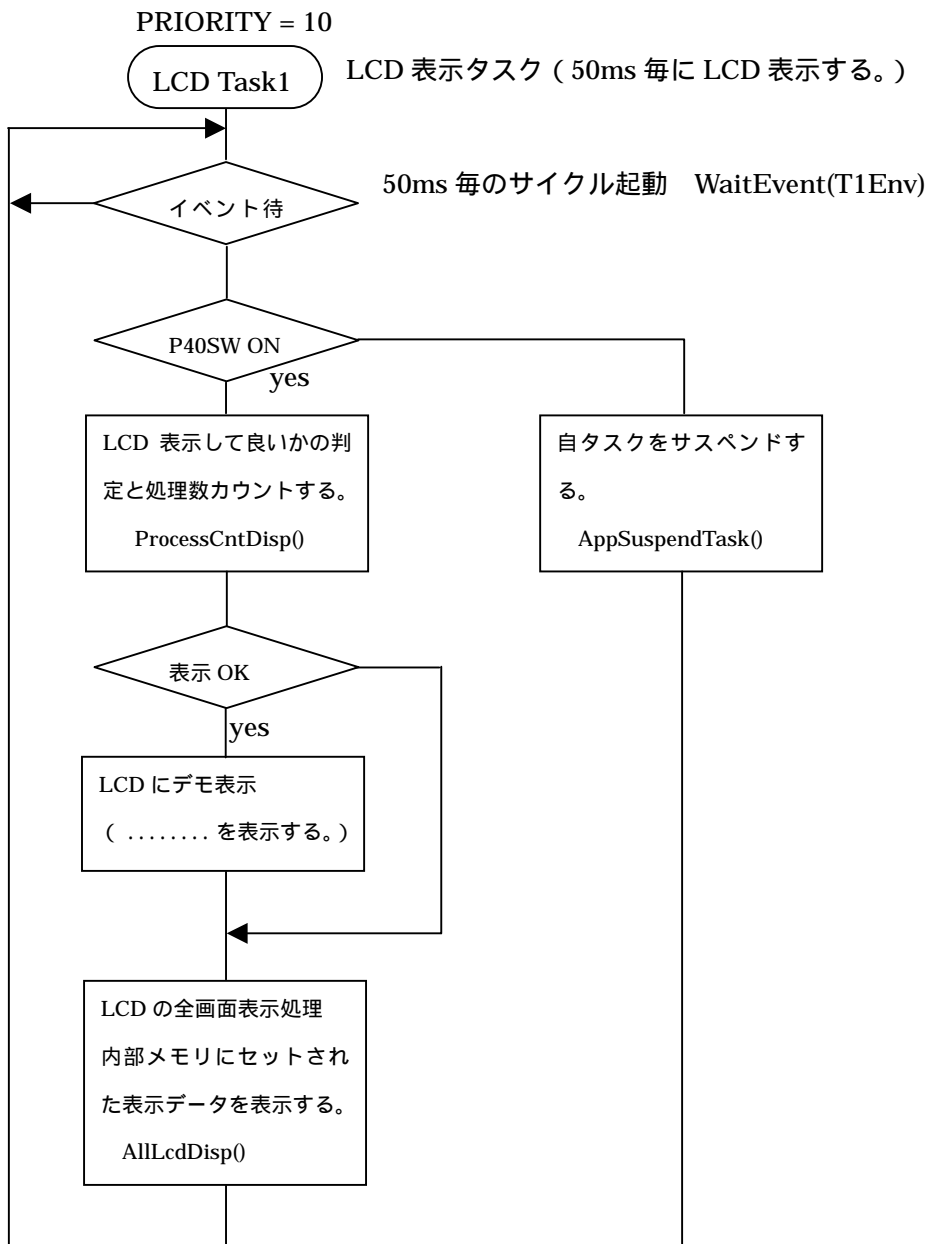 PRIORITY = 10
LCD Task1
LCD 表示タスク ( 50ms 毎に LCD 表示する。)
50ms 毎のサイクル起動　WaitEvent(T1Env)
イベント待
P40SW ON
yes
LCD 表示して良いかの判
定と処理数カウントする。
ProcessCntDisp()
自タスクをサスペンドす
る。
AppSuspendTask()
表示 OK
yes
LCD にデモ表示
( ........ を表示する。)
LCD の全画面表示処理
内部メモリにセットされ
た表示データを表示する。
AllLcdDisp()